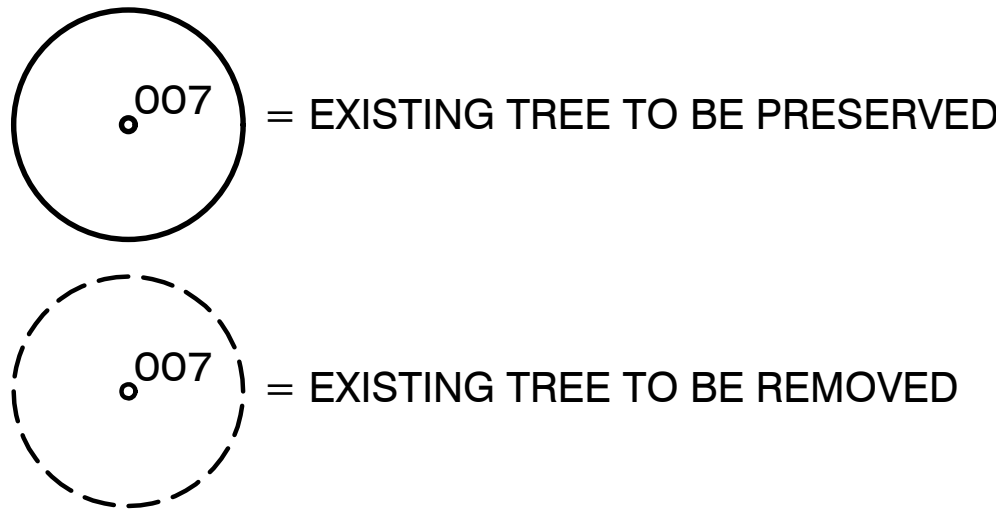 007
= EXISTING TREE TO BE PRESERVED
007
= EXISTING TREE TO BE REMOVED